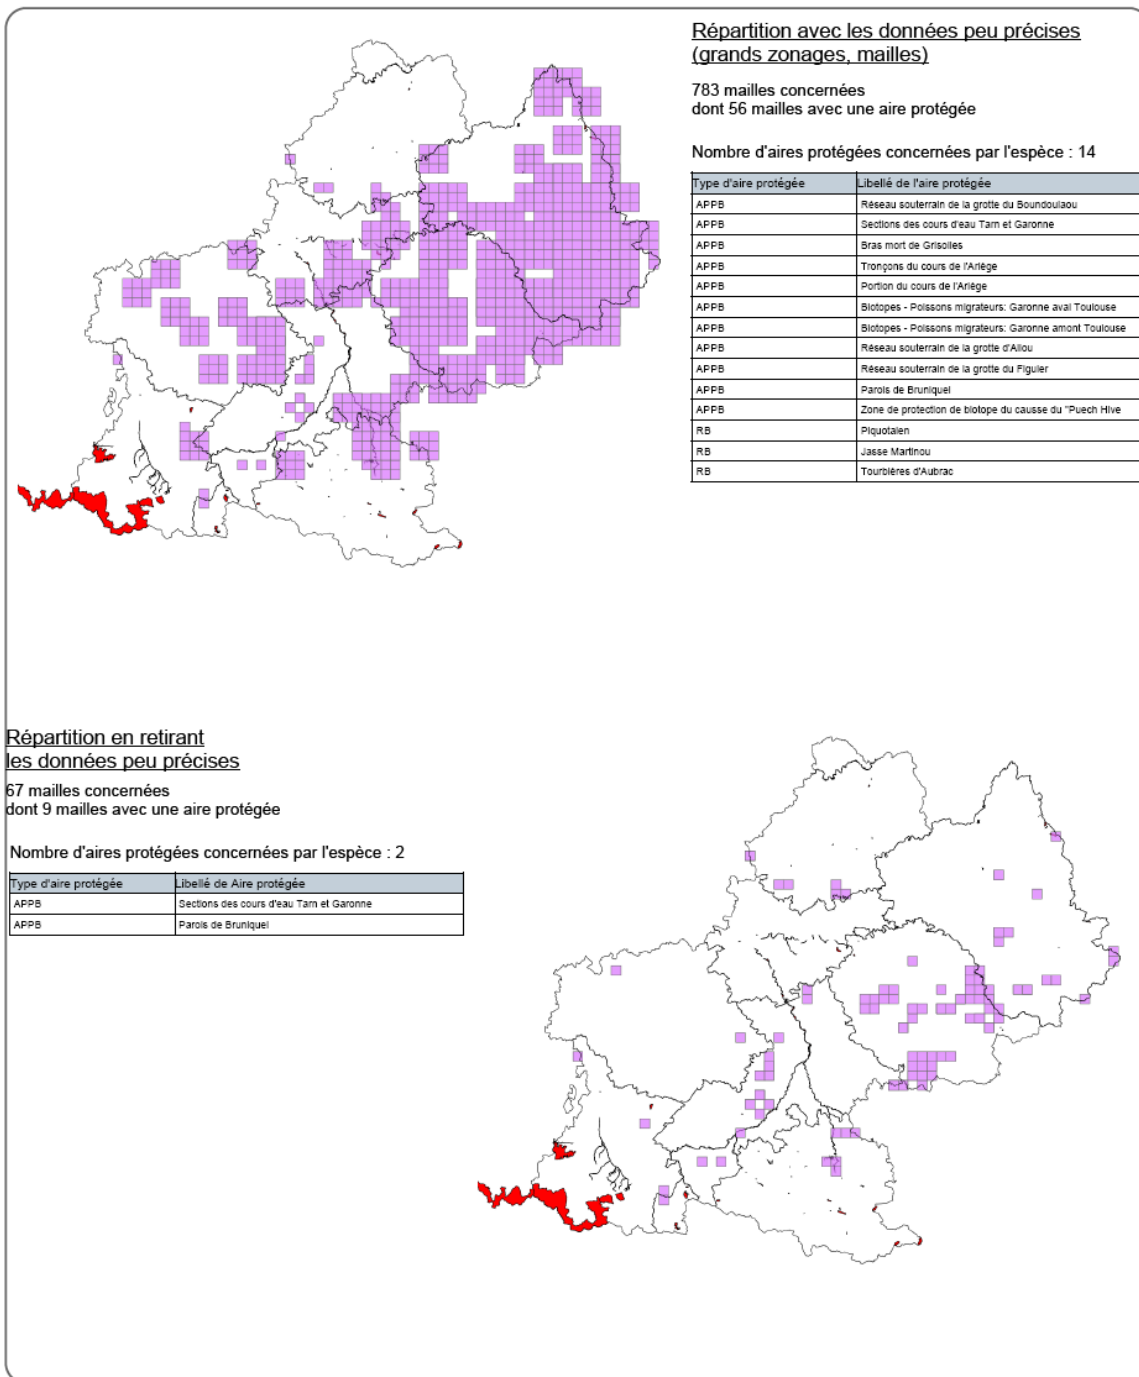 Répartition avec les données peu précises
(grands zonages, mailles)
783 mailles concernées
dont 56 mailles avec une aire protégée
Nombre d'aires protégées concernées par l'espèce : 14
Type d'aire protégée Libellé de l'aire protégée
APPB Réseau souterrain de la grotte du Boundoulaou
APPB Sections des cours d'eau Tarn et Garonne
APPB Bras mort de Grisolles
APPB Tronçons du cours de l'Ariège
APPB Portion du cours de l'Ariège
APPB Biotopes - Poissons migrateurs: Garonne aval Toulouse
APPB Biotopes - Poissons migrateurs: Garonne amont Toulouse
APPB Réseau souterrain de la grotte d'Aliou
APPB Réseau souterrain de la grotte du Figuier
APPB Parois de Bruniquel
APPB Zone de protection de biotope du causse du "Puech Hive
RB Piquotalen
RB Jasse Martinou
RB Tourbières d'Aubrac
Répartition en retirant
les données peu précises
67 mailles concernées
dont 9 mailles avec une aire protégée
Nombre d'aires protégées concernées par l'espèce : 2
Type d'aire protégée Libellé de Aire protégée
APPB Sections des cours d'eau Tarn et Garonne
APPB Parois de Bruniquel